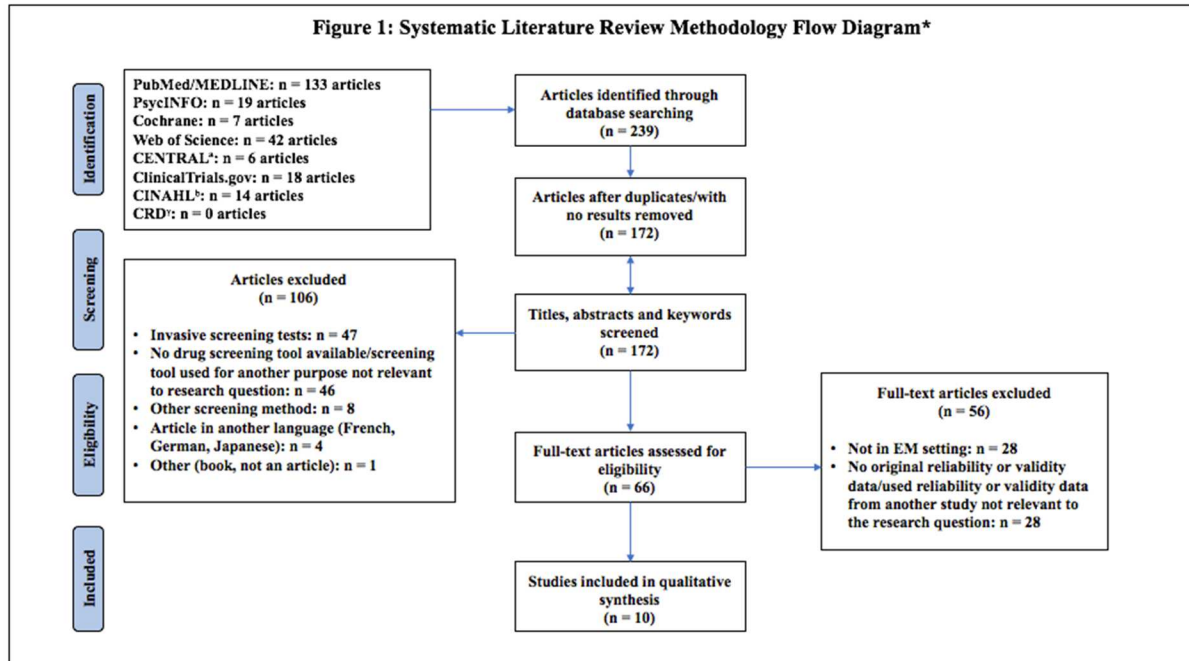 Figure 1: Systematic Literature Review Methodology Flow Diagram*
Identification
PubMed/MEDLINE: n = 133 articles
PsycINFO: n = 19 articles
Cochrane: n = 7 articles
Web of Science: n = 42 articles
CENTRALª: n = 6 articles
ClinicalTrials.gov: n = 18 articles
CINAHLᵇ: n = 14 articles
CRDᵞ: n = 0 articles
Articles identified through
database searching
(n = 239)
Articles after duplicates/with
no results removed
(n = 172)
Screening
Articles excluded
(n = 106)
• Invasive screening tests: n = 47
• No drug screening tool available/screening
tool used for another purpose not relevant
to research question: n = 46
• Other screening method: n = 8
• Article in another language (French,
German, Japanese): n = 4
• Other (book, not an article): n = 1
Titles, abstracts and keywords
screened
(n = 172)
Eligibility
Full-text articles assessed for
eligibility
(n = 66)
Full-text articles excluded
(n = 56)
• Not in EM setting: n = 28
• No original reliability or validity
data/used reliability or validity data
from another study not relevant to
the research question: n = 28
Included
Studies included in qualitative
synthesis
(n = 10)